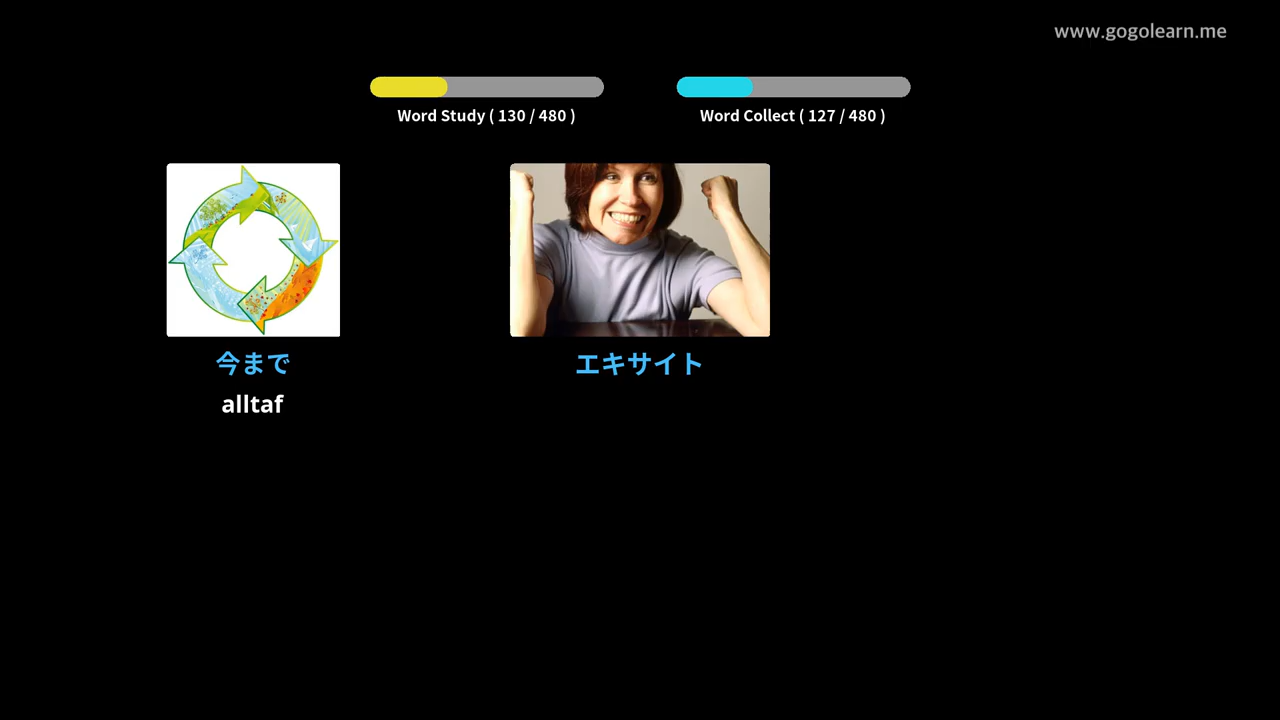 www.gogolearn.me
Word Study ( 130 / 480 )
Word Collect ( 127 / 480 )
今まで
エキサイト
alltaf